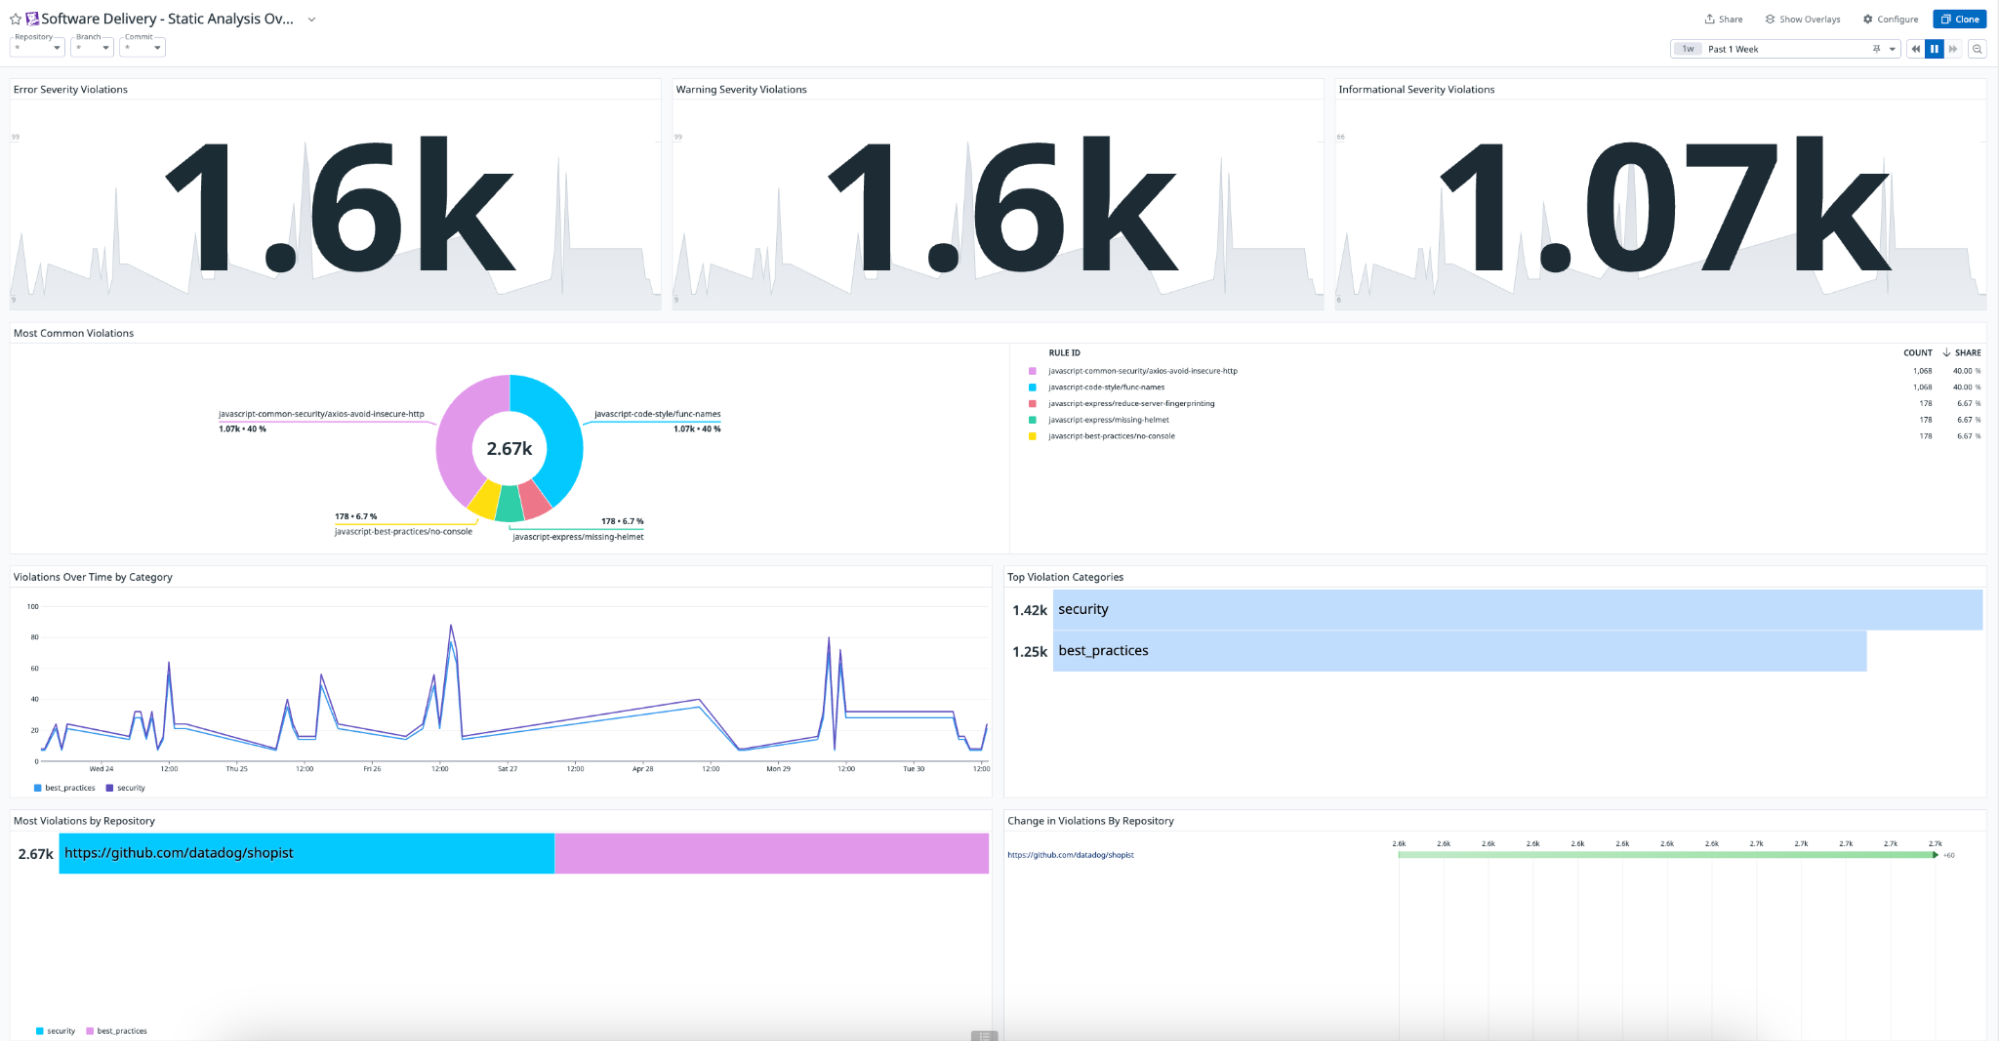 Software Delivery - Static Analysis Ov...
Share
Show Overlays
Configure
Clone
Repository
*
Branch
*
Commit
*
1w Past 1 Week
Error Severity Violations
99
1.6k
9
Warning Severity Violations
99
1.6k
9
Informational Severity Violations
66
1.07k
6
Most Common Violations
javascript-common-security/axios-avoid-insecure-http
1.07k • 40 %
javascript-code-style/func-names
1.07k • 40 %
2.67k
178 • 6.7 %
javascript-best-practices/no-console
178 • 6.7 %
javascript-express/missing-helmet
RULE ID COUNT SHARE
javascript-common-security/axios-avoid-insecure-http 1,068 40.00 %
javascript-code-style/func-names 1,068 40.00 %
javascript-express/reduce-server-fingerprinting 178 6.67 %
javascript-express/missing-helmet 178 6.67 %
javascript-best-practices/no-console 178 6.67 %
Violations Over Time by Category
100
80
60
40
20
0
Wed 24 12:00 Thu 25 12:00 Fri 26 12:00 Sat 27 12:00 Apr 28 12:00 Mon 29 12:00 Tue 30 12:00
best_practices security
Top Violation Categories
1.42k security
1.25k best_practices
Most Violations by Repository
2.67k https://github.com/datadog/shopist
security best_practices
Change in Violations By Repository
2.6k 2.6k 2.6k 2.6k 2.6k 2.6k 2.6k 2.6k 2.7k 2.7k 2.7k 2.7k 2.7k
https://github.com/datadog/shopist +60